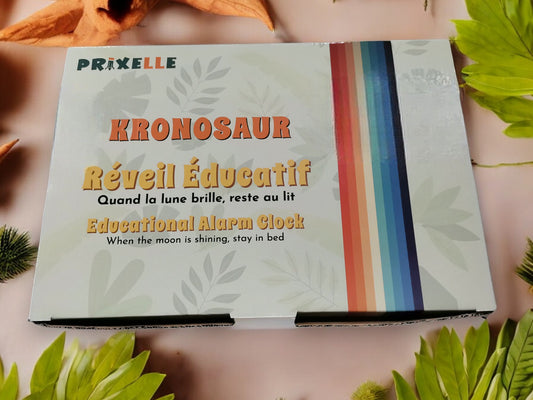 PRIXELLE
KRONOSAUR
Réveil Éducatif
Quand la lune brille, reste au lit
Educational Alarm Clock
When the moon is shining, stay in bed